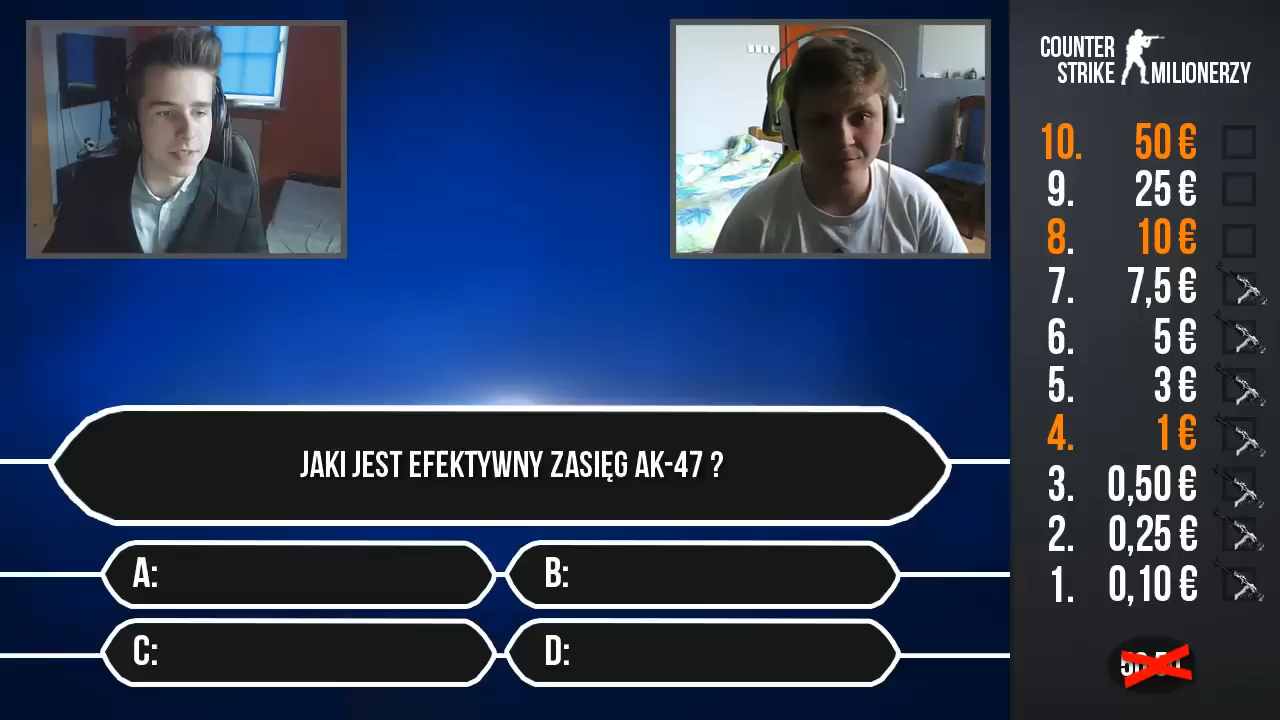 COUNTER
STRIKE MILIONERZY
10. 50 €
9. 25 €
8. 10 €
7. 7,5 €
6. 5 €
5. 3 €
4. 1 €
3. 0,50 €
2. 0,25 €
1. 0,10 €
JAKI JEST EFEKTYWNY ZASIĘG AK-47 ?
A:
B:
C:
D: